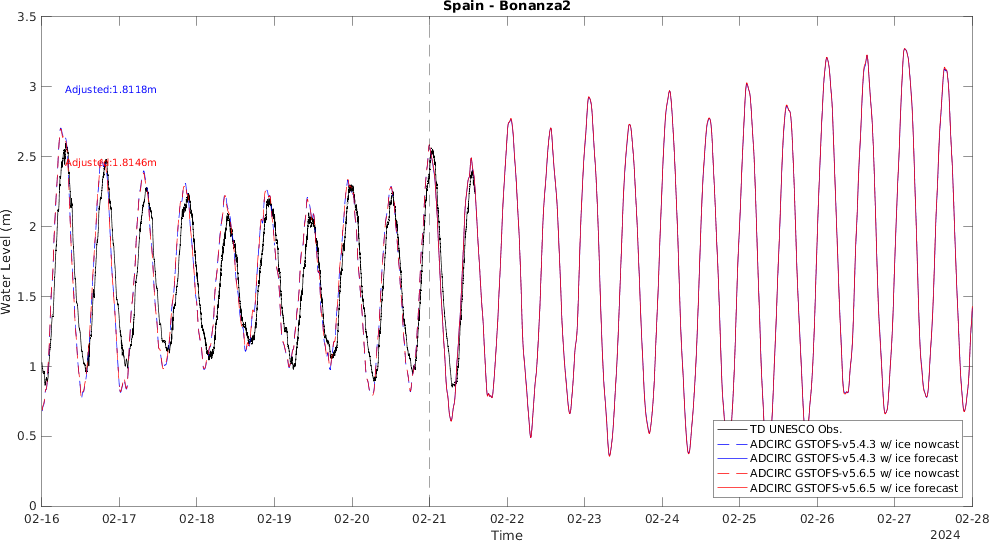 Spain - Bonanza2
Water Level (m)
3.5
3
2.5
2
1.5
1
0.5
0
Adjusted:1.8118m
Adjusted:1.8146m
TD UNESCO Obs.
ADCIRC GSTOFS-v5.4.3 w/ ice nowcast
ADCIRC GSTOFS-v5.4.3 w/ ice forecast
ADCIRC GSTOFS-v5.6.5 w/ ice nowcast
ADCIRC GSTOFS-v5.6.5 w/ ice forecast
02-16 02-17 02-18 02-19 02-20 02-21 02-22 02-23 02-24 02-25 02-26 02-27 02-28
Time
2024